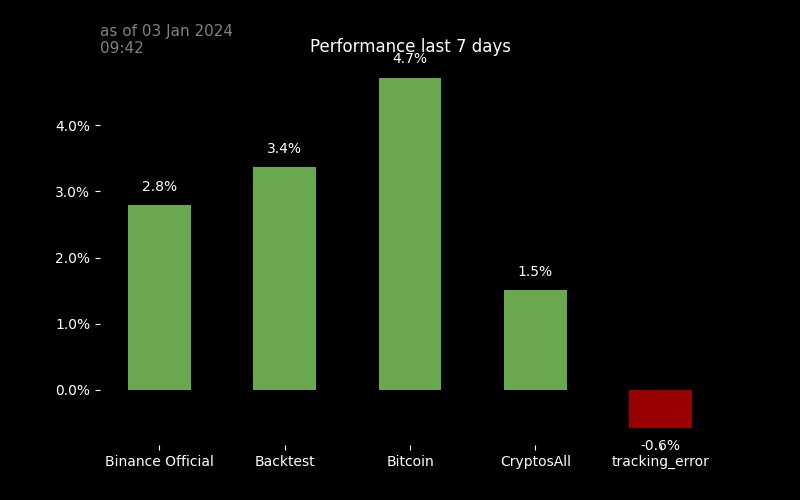 as of 03 Jan 2024
09:42
Performance last 7 days
4.7%
4.0%
3.4%
3.0%
2.8%
2.0%
1.5%
1.0%
0.0%
-0.6%
Binance Official
Backtest
Bitcoin
CryptosAll
tracking_error